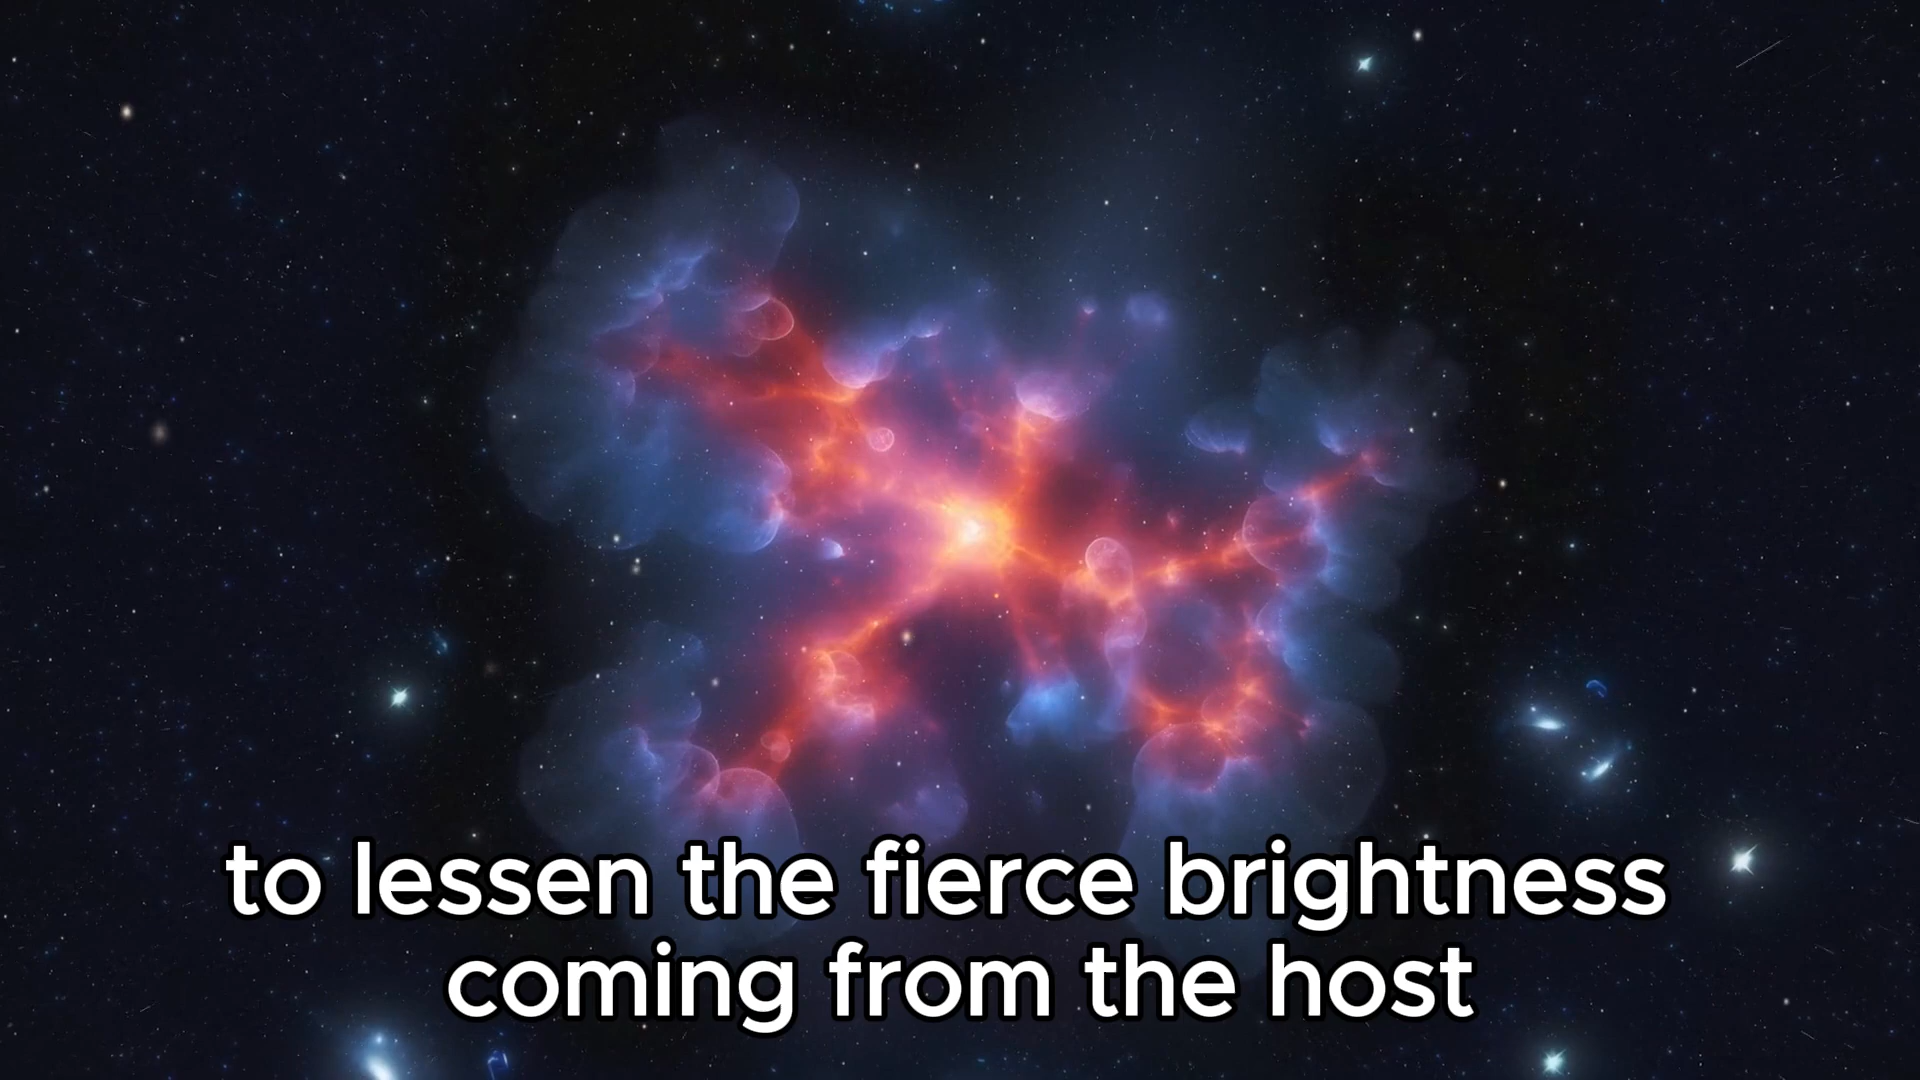 to lessen the fierce brightness
coming from the host